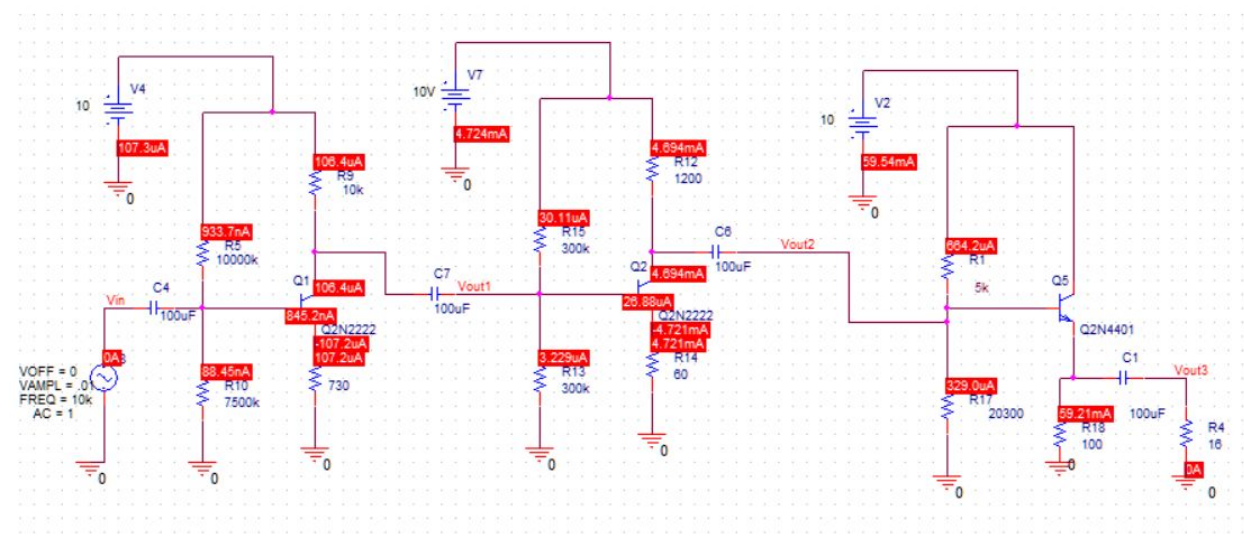 V4
10
107.3uA
106.4uA
R9
10k
933.7nA
R5
10000k
Q1
106.4uA
845.2nA
Q2N2222
-107.2uA
107.2uA
730
Vin
C4
100uF
0A
VOFF = 0
VAMPL = .01
FREQ = 10k
AC = 1
88.45nA
R10
7500k
0
0
0
0
V7
10V
4.724mA
0
4.694mA
R12
1200
30.11uA
R15
300k
C7
100uF
Vout1
Q2
4.694mA
26.88uA
Q2N2222
-4.721mA
4.721mA
R14
60
3.229uA
R13
300k
0
0
C6
100uF
Vout2
V2
10
59.54mA
0
664.2uA
R1
5k
Q5
Q2N4401
329.0uA
R17
20300
0
C1
100uF
Vout3
59.21mA
R18
100
0
R4
16
0A
0